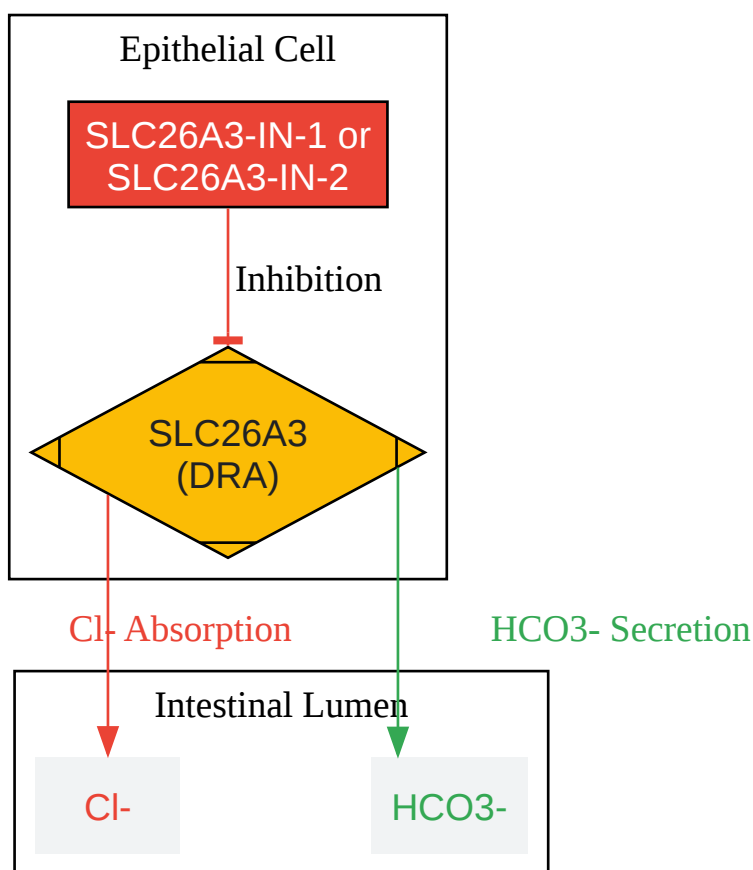 Epithelial Cell
SLC26A3-IN-1 or
SLC26A3-IN-2
Inhibition
SLC26A3
(DRA)
Cl- Absorption
HCO3- Secretion
Intestinal Lumen
Cl-
HCO3-